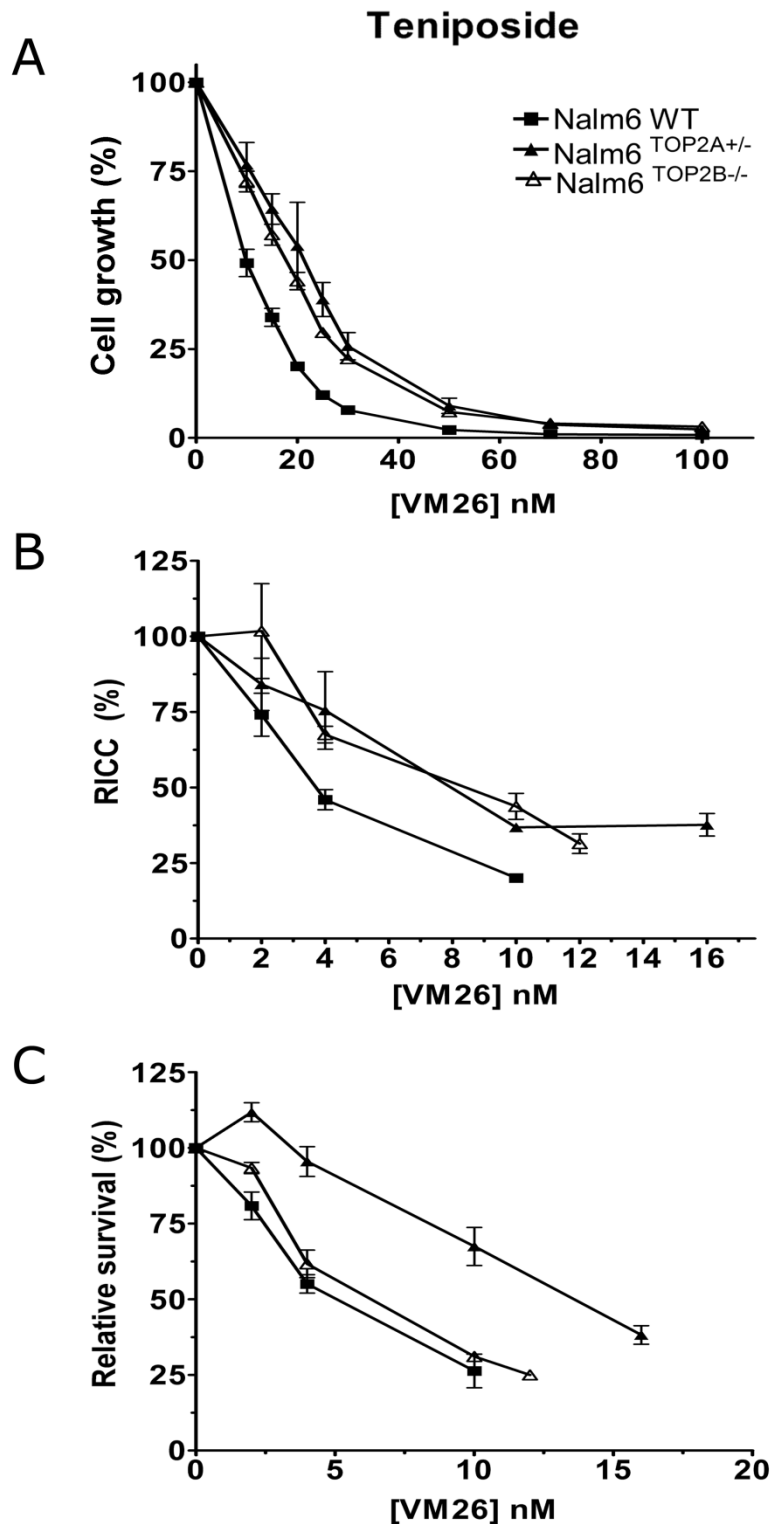 Teniposide
A
100
75
50
25
0
Cell growth (%)
Nalm6 WT
Nalm6 TOP2A+/-
Nalm6 TOP2B-/-
0 20 40 60 80 100
[VM26] nM
B
125
100
75
50
25
0
RICC (%)
0 2 4 6 8 10 12 14 16
[VM26] nM
C
125
100
75
50
25
0
Relative survival (%)
0 5 10 15 20
[VM26] nM